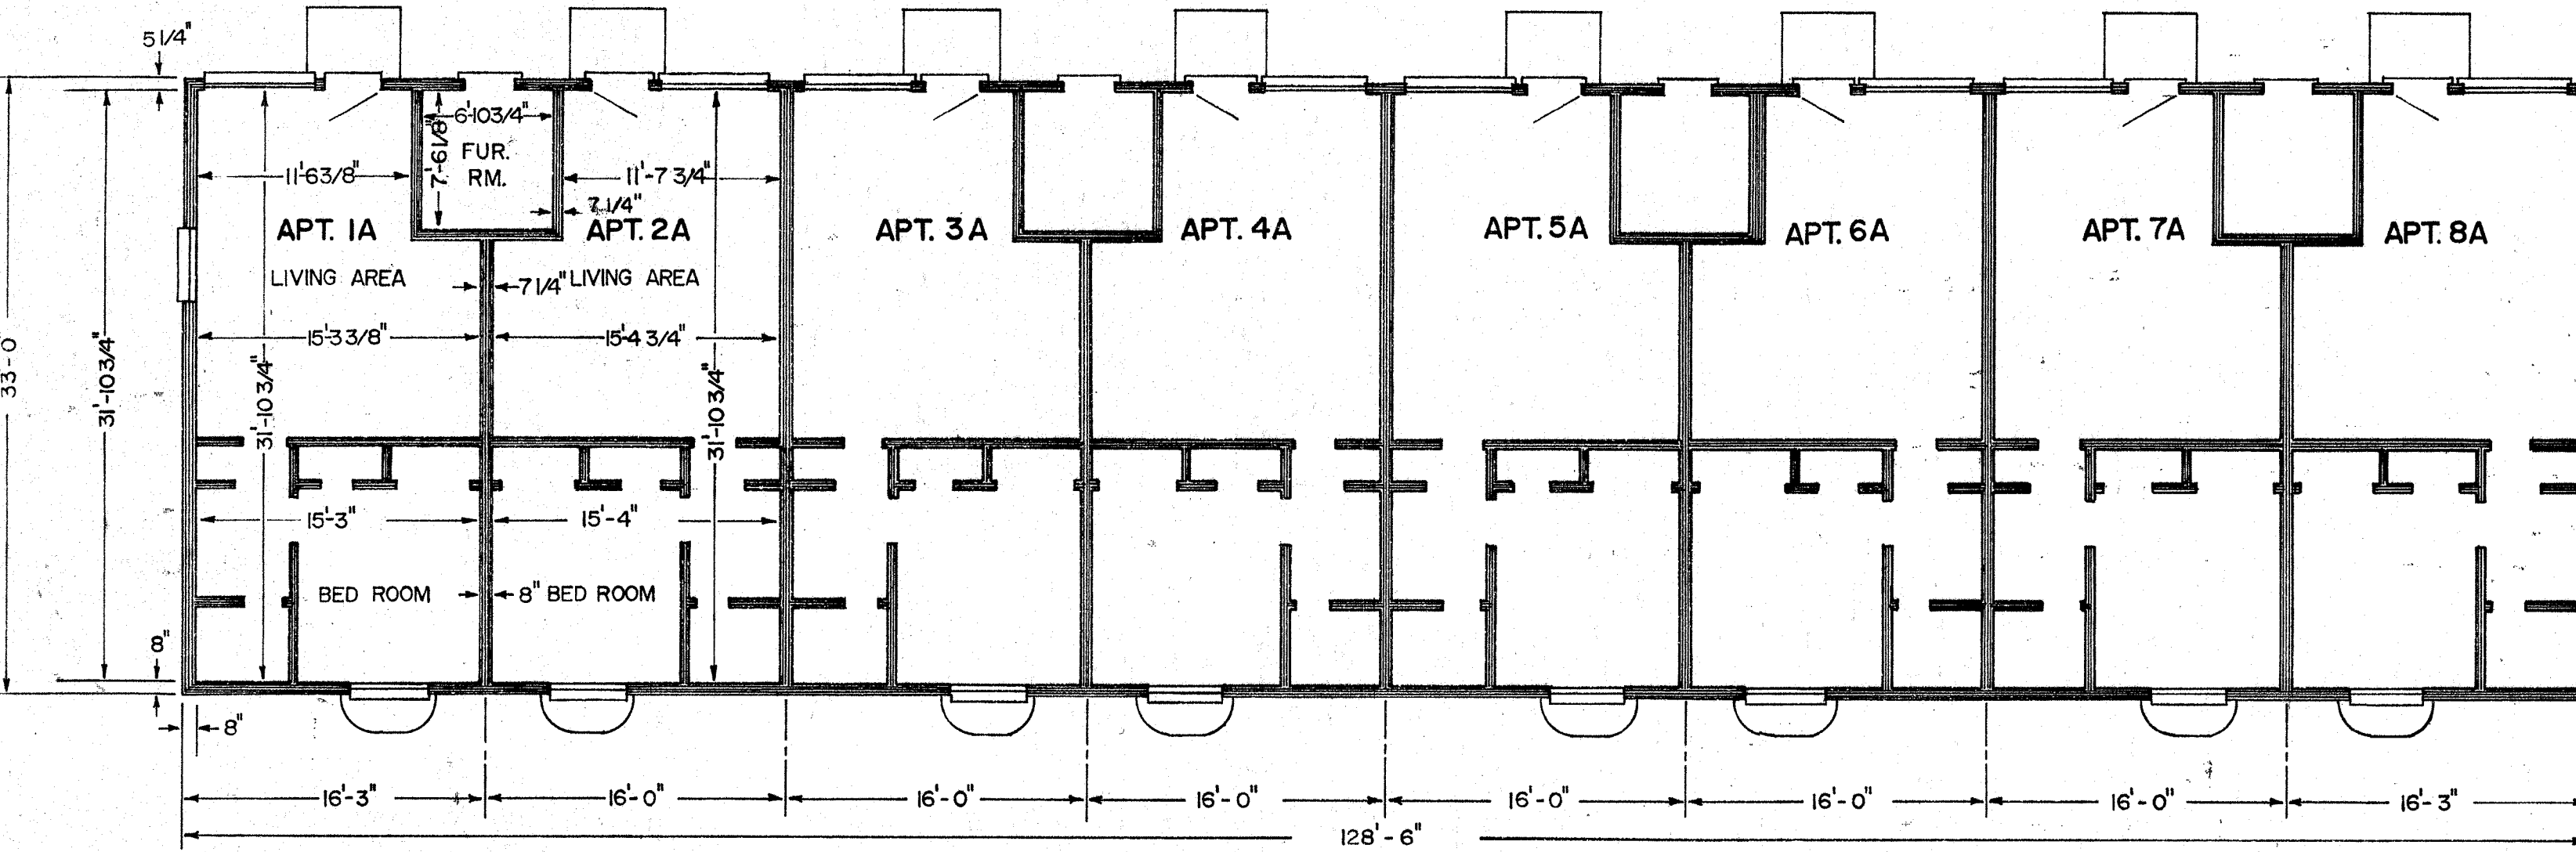 5 1/4"
6'-10 3/4"
7'-6 1/8"
FUR.
RM.
11'-6 3/8"
11'-7 3/4"
7 1/4"
APT. 1A
APT. 2A
APT. 3A
APT. 4A
APT. 5A
APT. 6A
APT. 7A
APT. 8A
LIVING AREA
7 1/4"
LIVING AREA
15'-3 3/8"
15'-4 3/4"
33'-0"
31'-10 3/4"
31'-10 3/4"
31'-10 3/4"
15'-3"
15'-4"
BED ROOM
8"
BED ROOM
8"
8"
16'-3"
16'-0"
16'-0"
16'-0"
16'-0"
16'-0"
16'-0"
16'-3"
128'-6"